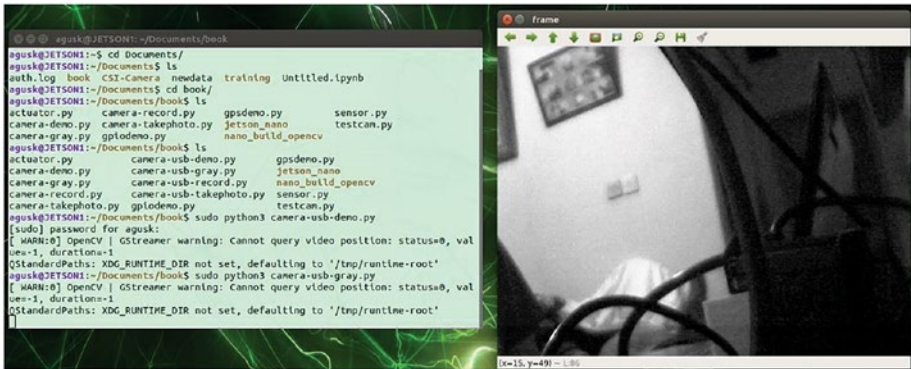 agusk@JETSON1: ~/Documents/book
agusk@JETSON1:~$ cd Documents/
agusk@JETSON1:~/Documents$ ls
auth.log book CSI-Camera newdata training Untitled.ipynb
agusk@JETSON1:~/Documents$ cd book/
agusk@JETSON1:~/Documents/book$ ls
actuator.py camera-record.py gpsdemo.py sensor.py
camera-demo.py camera-takephoto.py jetson_nano testcam.py
camera-gray.py gpiodemo.py nano_build_opencv
agusk@JETSON1:~/Documents/book$ ls
actuator.py camera-usb-demo.py gpsdemo.py
camera-demo.py camera-usb-gray.py jetson_nano
camera-gray.py camera-usb-record.py nano_build_opencv
camera-record.py camera-usb-takephoto.py sensor.py
camera-takephoto.py gpiodemo.py testcam.py
agusk@JETSON1:~/Documents/book$ sudo python3 camera-usb-demo.py
[sudo] password for agusk:
[ WARN:0] OpenCV | GStreamer warning: Cannot query video position: status=0, val
ue=-1, duration=-1
QStandardPaths: XDG_RUNTIME_DIR not set, defaulting to '/tmp/runtime-root'
agusk@JETSON1:~/Documents/book$ sudo python3 camera-usb-gray.py
[ WARN:0] OpenCV | GStreamer warning: Cannot query video position: status=0, val
ue=-1, duration=-1
QStandardPaths: XDG_RUNTIME_DIR not set, defaulting to '/tmp/runtime-root'
frame
(x=15, y=49) ~ L:86